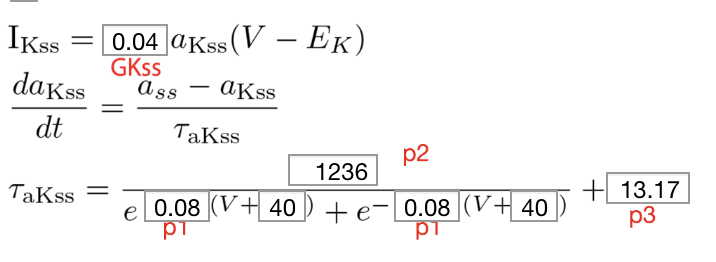 I_Kss = 0.04 a_Kss(V − E_K)
GKss
da_Kss/dt = (a_ss − a_Kss)/τ_aKss
p2
τ_aKss = 1236/(e^{0.08(V+40)} + e^{−0.08(V+40)}) + 13.17
p1 p1 p3